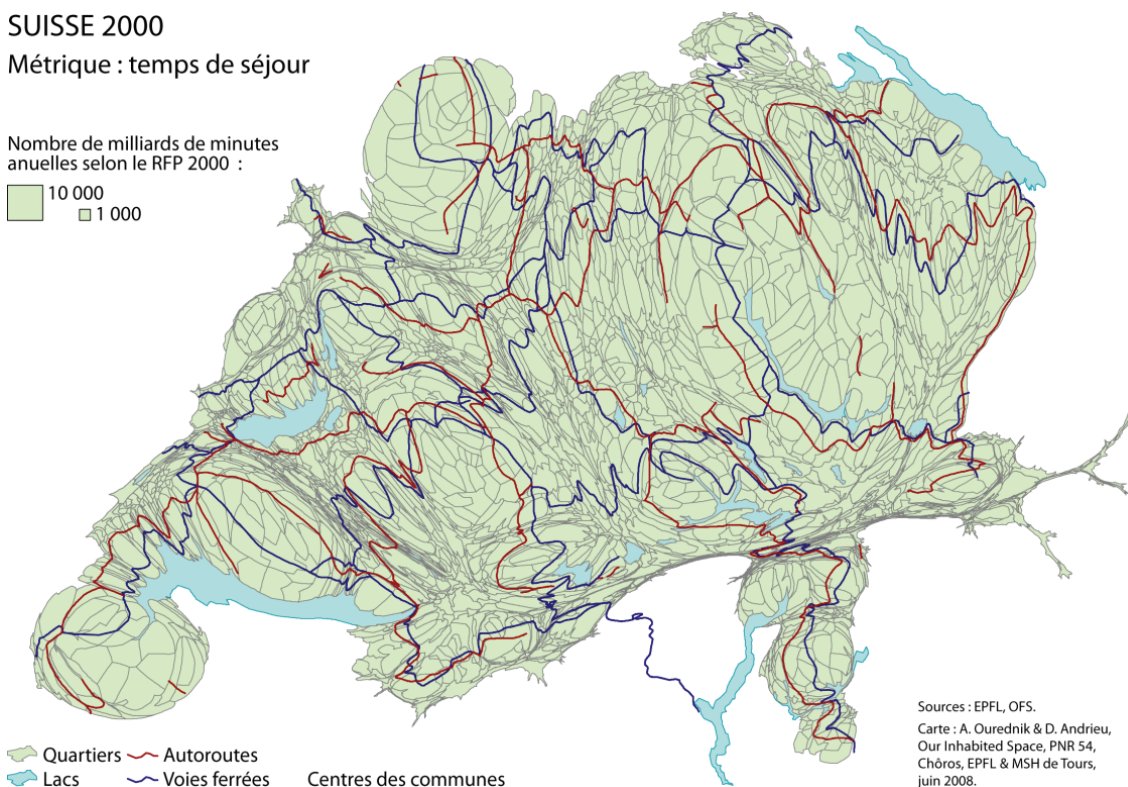 SUISSE 2000
Métrique : temps de séjour
Nombre de milliards de minutes
anuelles selon le RFP 2000 :
10 000
1 000
Quartiers
Autoroutes
Lacs
Voies ferrées
Centres des communes
Sources : EPFL, OFS.
Carte : A. Ourednik & D. Andrieu,
Our Inhabited Space, PNR 54,
Chôros, EPFL & MSH de Tours,
juin 2008.